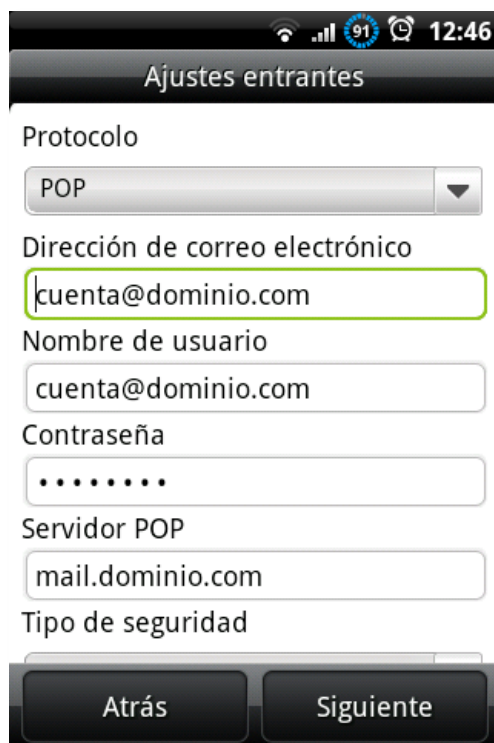 91 12:46
Ajustes entrantes
Protocolo
POP
Dirección de correo electrónico
cuenta@dominio.com
Nombre de usuario
cuenta@dominio.com
Contraseña
••••••••
Servidor POP
mail.dominio.com
Tipo de seguridad
Atrás Siguiente